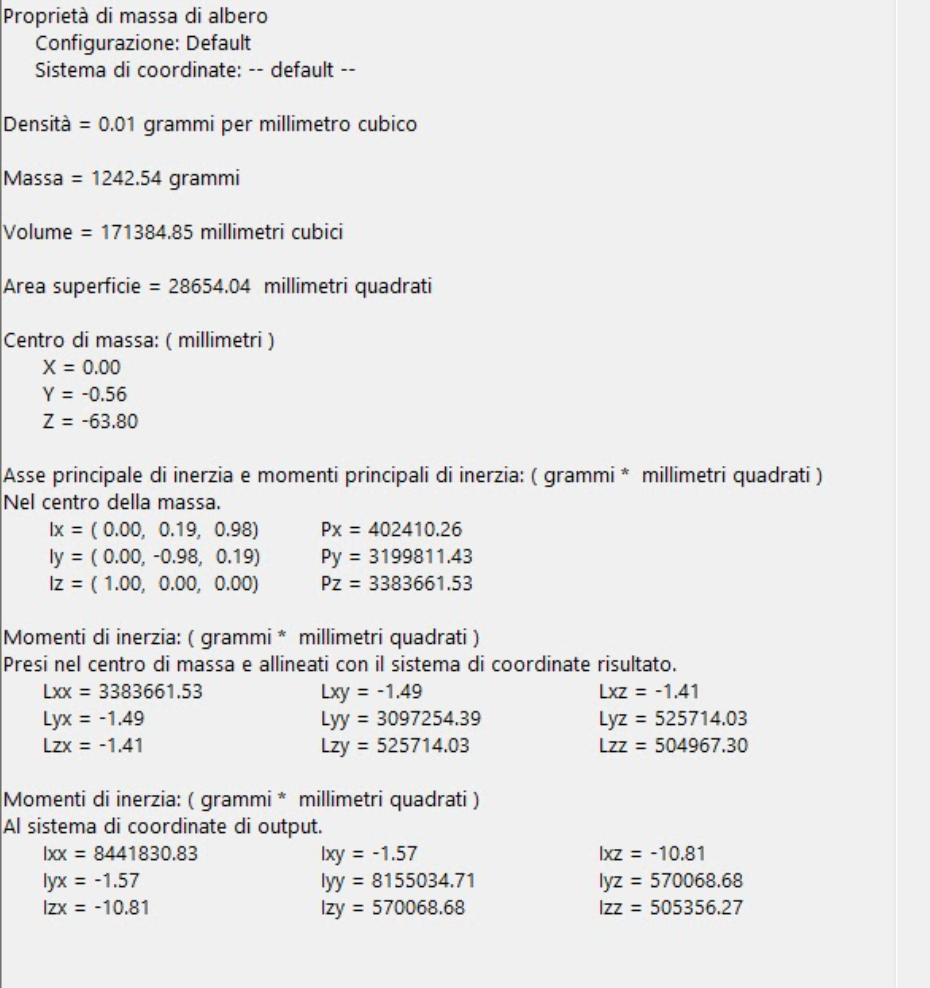 Proprietà di massa di albero
Configurazione: Default
Sistema di coordinate: -- default --
Densità = 0.01 grammi per millimetro cubico
Massa = 1242.54 grammi
Volume = 171384.85 millimetri cubici
Area superficie = 28654.04 millimetri quadrati
Centro di massa: ( millimetri )
X = 0.00
Y = -0.56
Z = -63.80
Asse principale di inerzia e momenti principali di inerzia: ( grammi * millimetri quadrati )
Nel centro della massa.
Ix = ( 0.00, 0.19, 0.98) Px = 402410.26
Iy = ( 0.00, -0.98, 0.19) Py = 3199811.43
Iz = ( 1.00, 0.00, 0.00) Pz = 3383661.53
Momenti di inerzia: ( grammi * millimetri quadrati )
Presi nel centro di massa e allineati con il sistema di coordinate risultato.
Lxx = 3383661.53 Lxy = -1.49 Lxz = -1.41
Lyx = -1.49 Lyy = 3097254.39 Lyz = 525714.03
Lzx = -1.41 Lzy = 525714.03 Lzz = 504967.30
Momenti di inerzia: ( grammi * millimetri quadrati )
Al sistema di coordinate di output.
Ixx = 8441830.83 Ixy = -1.57 Ixz = -10.81
Iyx = -1.57 Iyy = 8155034.71 Iyz = 570068.68
Izx = -10.81 Izy = 570068.68 Izz = 505356.27